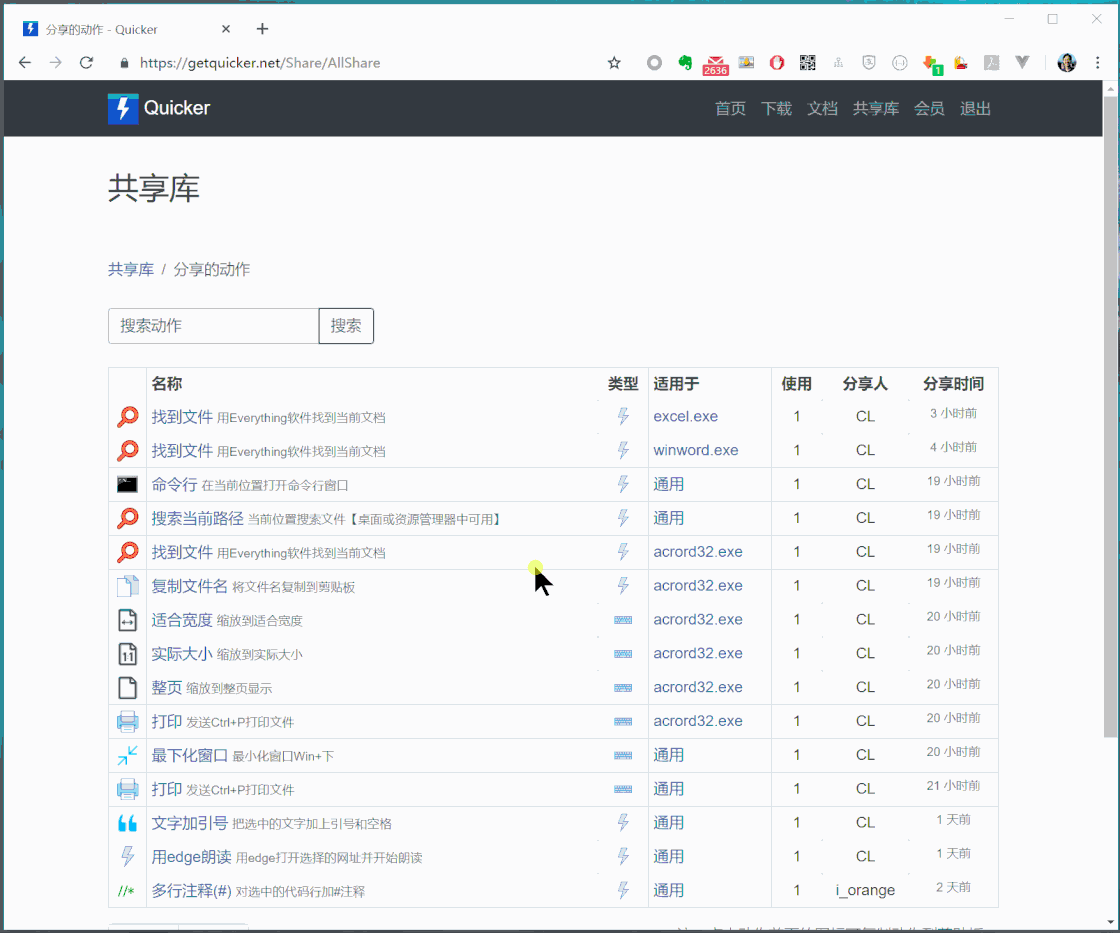 分享的动作 - Quicker
https://getquicker.net/Share/AllShare
2636
1
Quicker
首页 下载 文档 共享库 会员 退出
共享库
共享库 / 分享的动作
搜索动作 搜索
名称 类型 适用于 使用 分享人 分享时间
找到文件 用Everything软件找到当前文档 excel.exe 1 CL 3 小时前
找到文件 用Everything软件找到当前文档 winword.exe 1 CL 4 小时前
命令行 在当前位置打开命令行窗口 通用 1 CL 19 小时前
搜索当前路径 当前位置搜索文件【桌面或资源管理器中可用】 通用 1 CL 19 小时前
找到文件 用Everything软件找到当前文档 acrord32.exe 1 CL 19 小时前
复制文件名 将文件名复制到剪贴板 acrord32.exe 1 CL 19 小时前
适合宽度 缩放到适合宽度 acrord32.exe 1 CL 20 小时前
实际大小 缩放到实际大小 acrord32.exe 1 CL 20 小时前
整页 缩放到整页显示 acrord32.exe 1 CL 20 小时前
打印 发送Ctrl+P打印文件 acrord32.exe 1 CL 20 小时前
最下化窗口 最小化窗口Win+下 通用 1 CL 20 小时前
打印 发送Ctrl+P打印文件 通用 1 CL 21 小时前
文字加引号 把选中的文字加上引号和空格 通用 1 CL 1 天前
用edge朗读 用edge打开选择的网址并开始朗读 通用 1 CL 1 天前
//* 多行注释(#) 对选中的代码行加#注释 通用 1 i_orange 2 天前